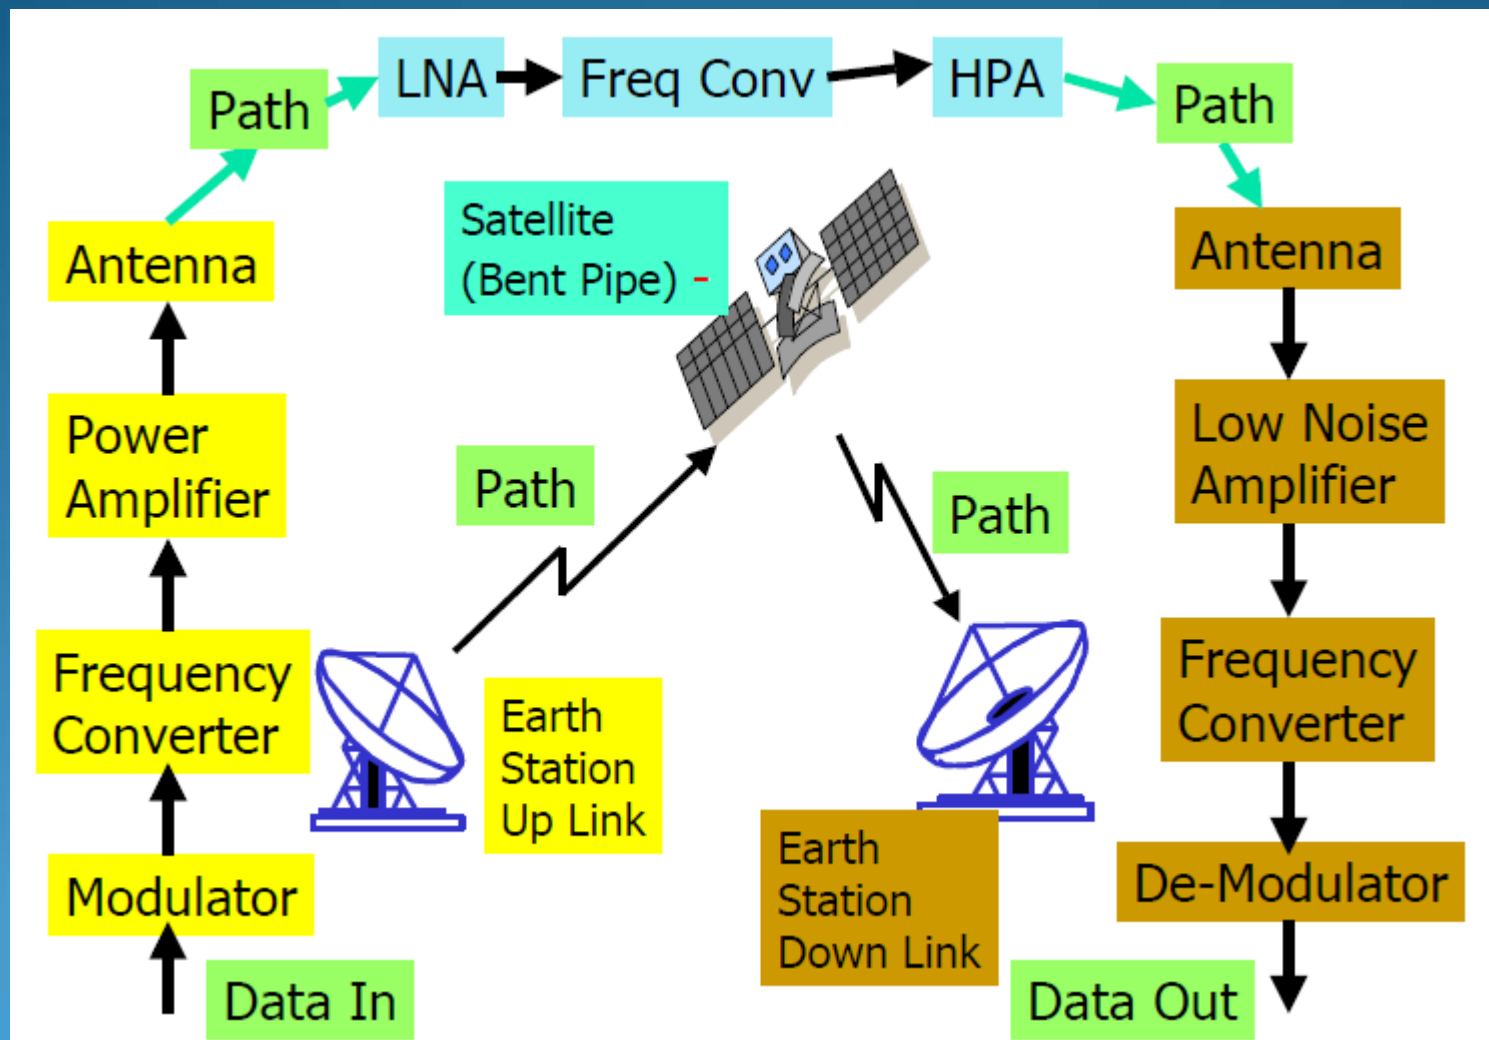 LNA
Freq Conv
HPA
Path
Path
Satellite
(Bent Pipe) -
Antenna
Antenna
Power
Amplifier
Low Noise
Amplifier
Path
Path
Frequency
Converter
Frequency
Converter
Earth
Station
Up Link
Modulator
Earth
Station
Down Link
De-Modulator
Data In
Data Out